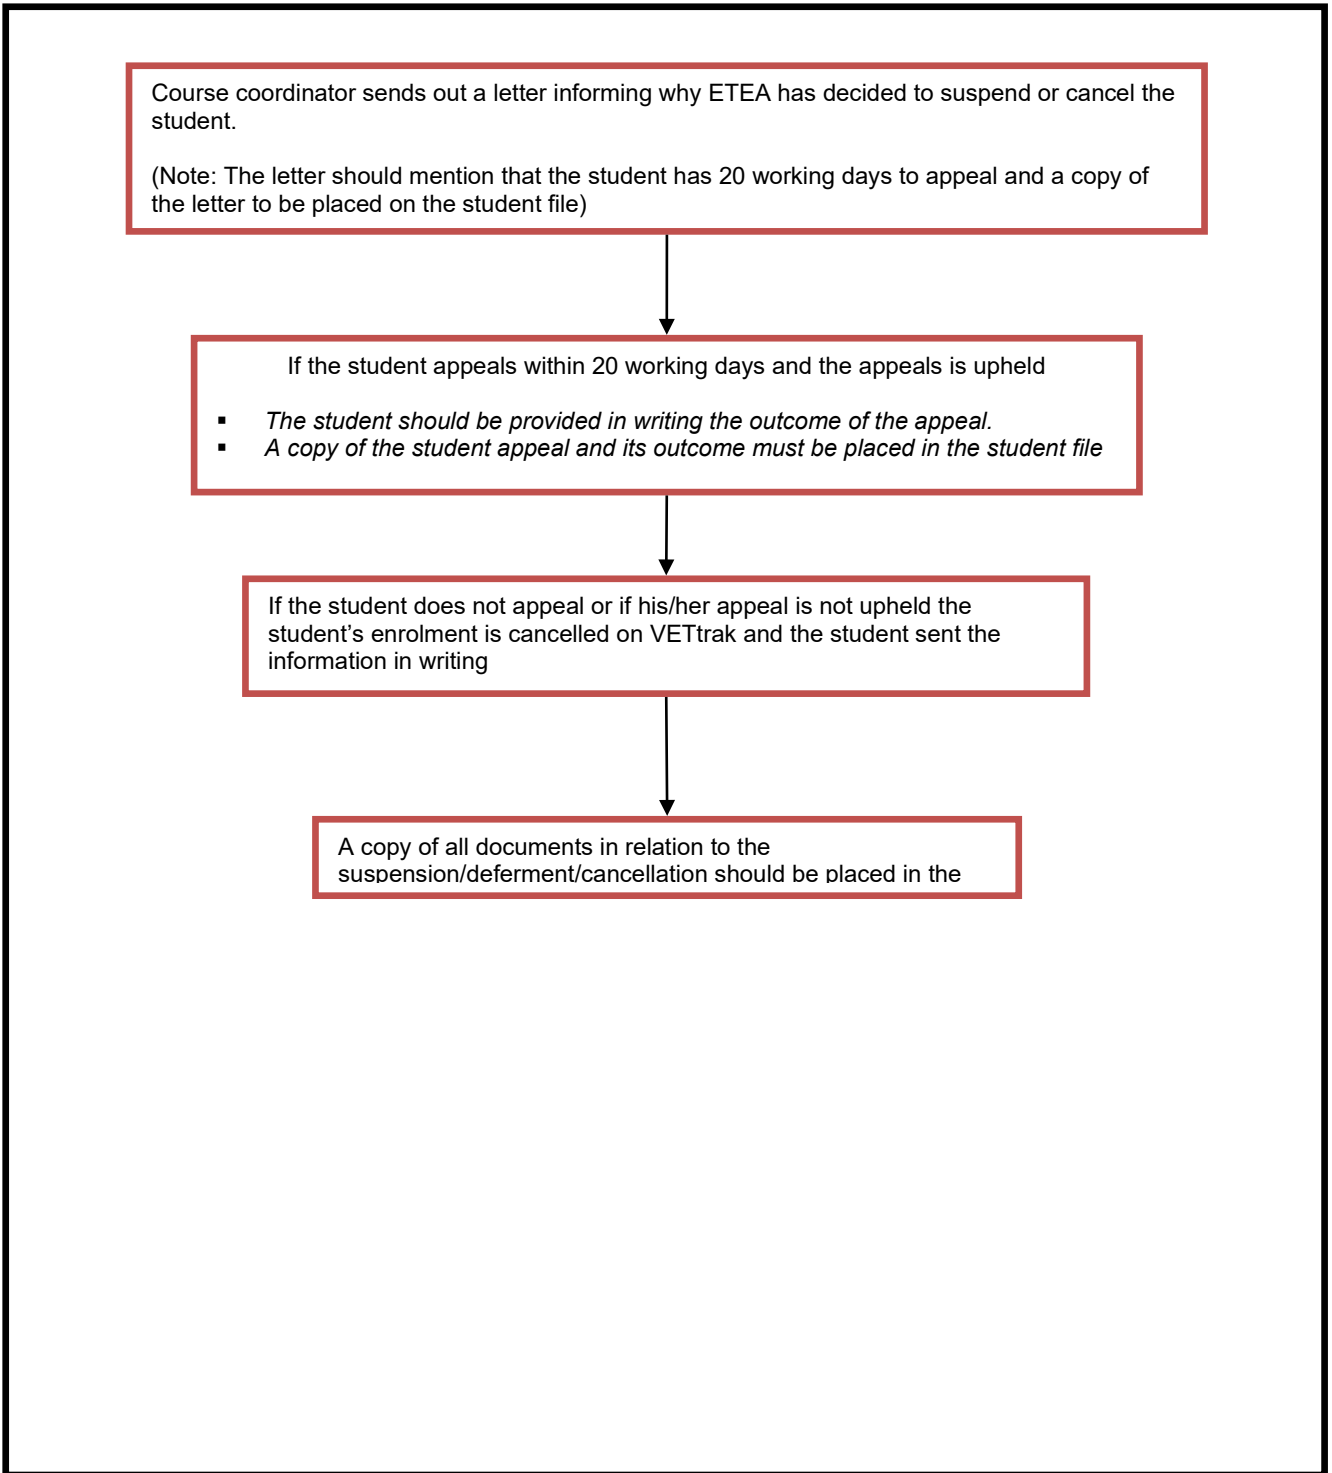 Course coordinator sends out a letter informing why ETEA has decided to suspend or cancel the
student.
(Note: The letter should mention that the student has 20 working days to appeal and a copy of
the letter to be placed on the student file)
If the student appeals within 20 working days and the appeals is upheld
▪ The student should be provided in writing the outcome of the appeal.
▪ A copy of the student appeal and its outcome must be placed in the student file
If the student does not appeal or if his/her appeal is not upheld the
student’s enrolment is cancelled on VETtrak and the student sent the
information in writing
A copy of all documents in relation to the
suspension/deferment/cancellation should be placed in the